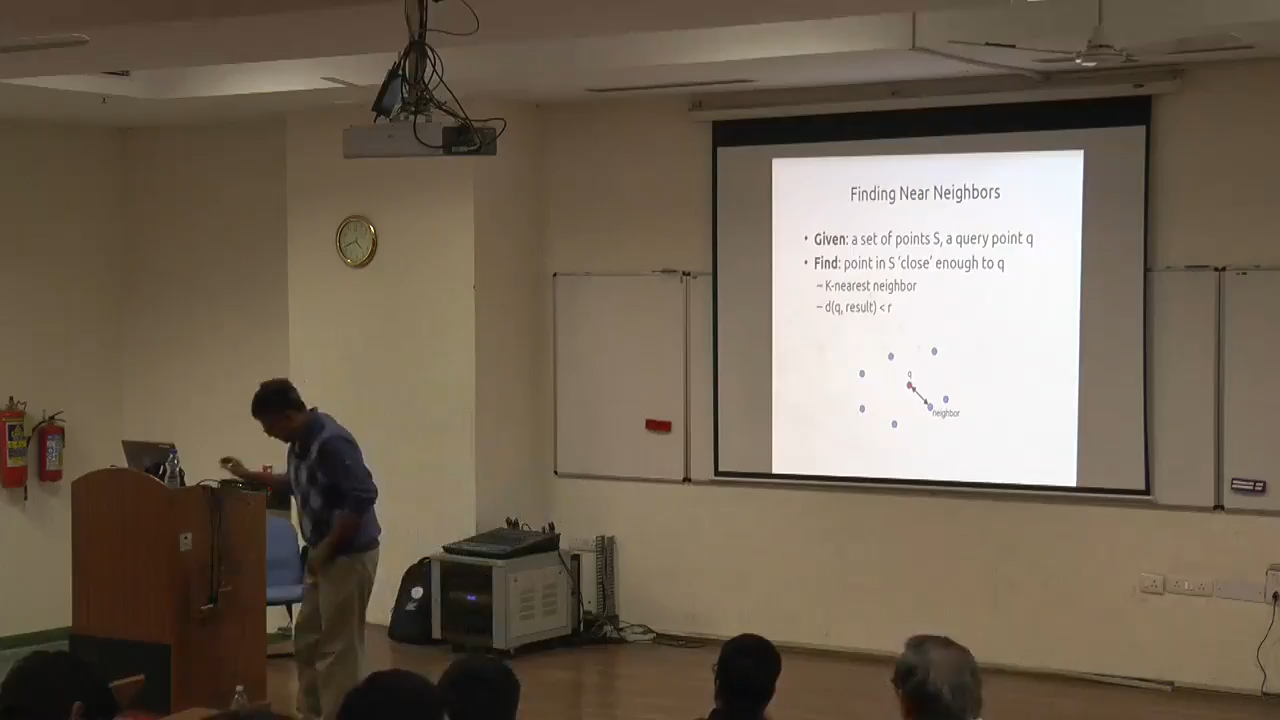 Finding Near Neighbors
• Given: a set of points S, a query point q
• Find: point in S 'close' enough to q
– K-nearest neighbor
– d(q, result) < r
q
neighbor